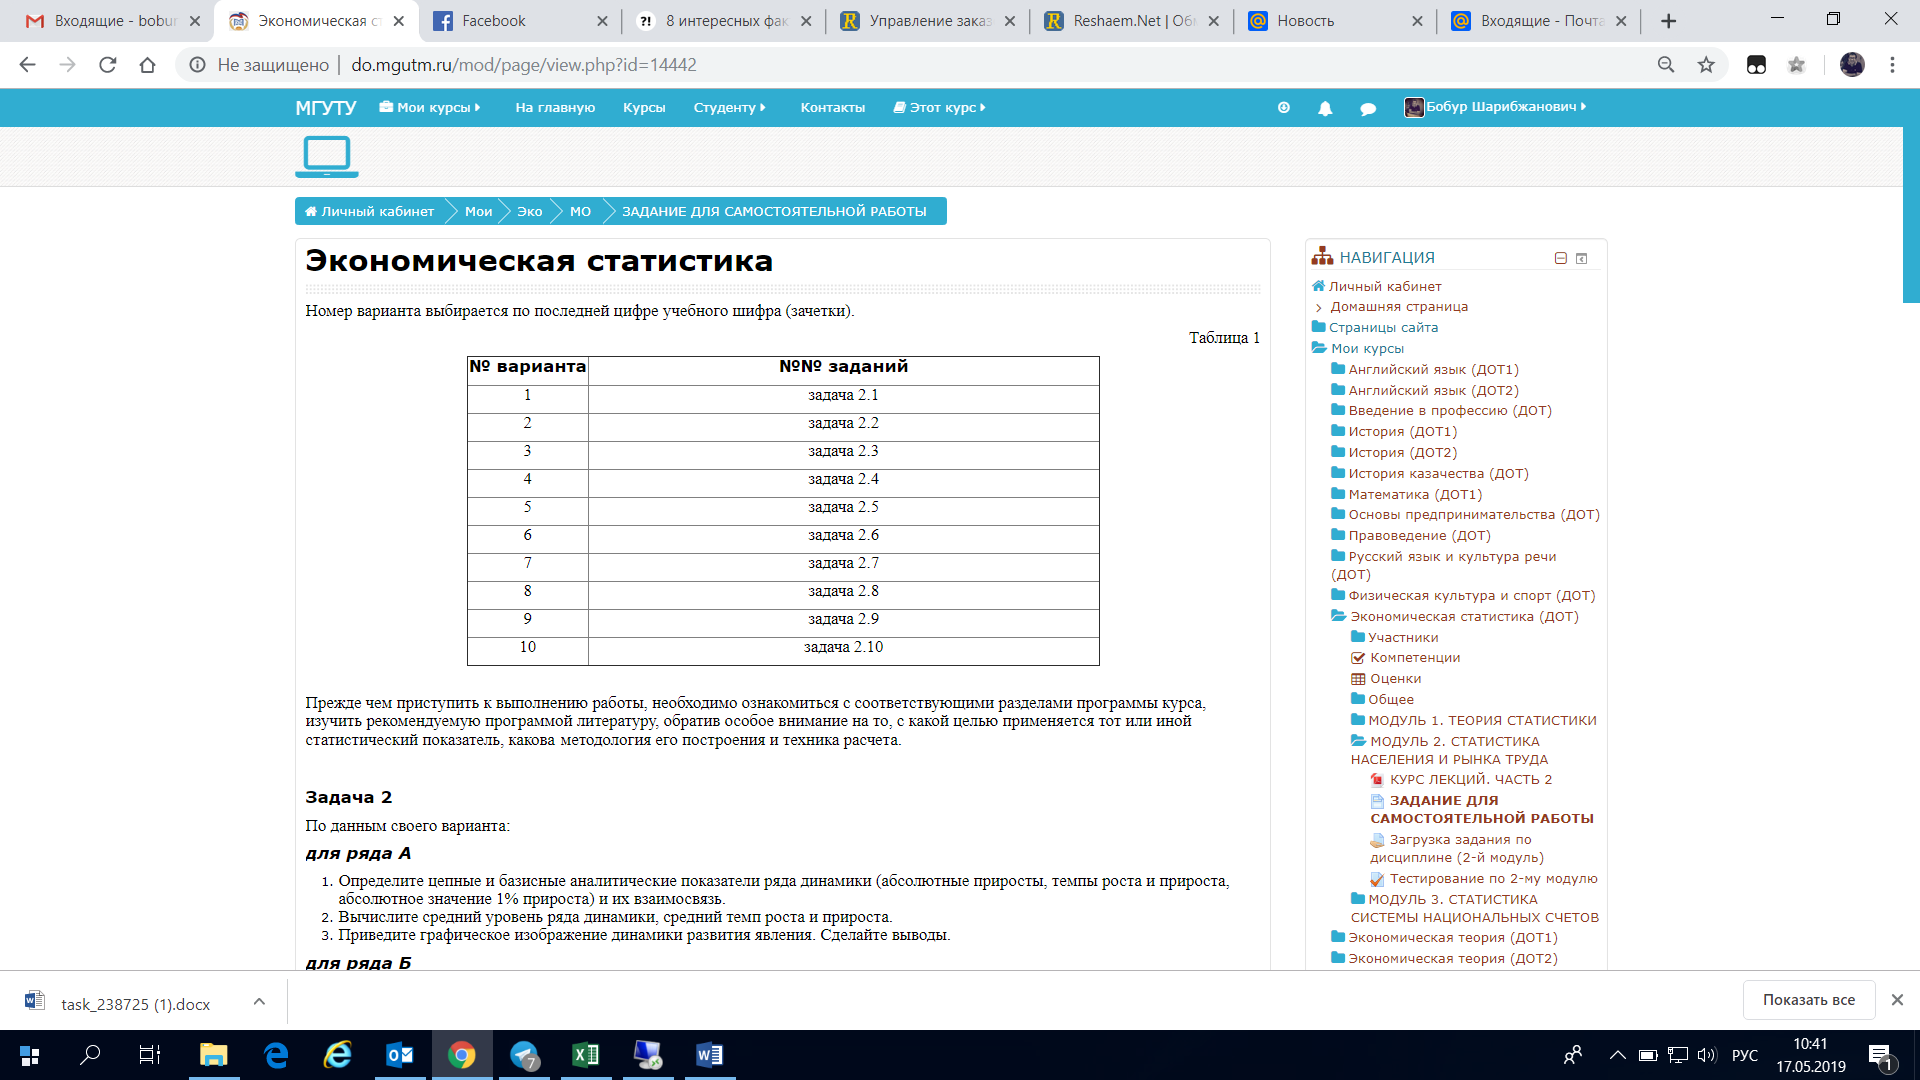 Входящие - bobur
Экономическая ст
Facebook
8 интересных фак
Управление заказ
Reshaem.Net | Об
Новость
Входящие - Почта
Не защищено | do.mgutm.ru/mod/page/view.php?id=14442
МГУТУ Мои курсы На главную Курсы Студенту Контакты Этот курс Бобур Шарибжанович
Личный кабинет Мои Эко МО ЗАДАНИЕ ДЛЯ САМОСТОЯТЕЛЬНОЙ РАБОТЫ
Экономическая статистика
Номер варианта выбирается по последней цифре учебного шифра (зачетки).
Таблица 1
№ варианта №№ заданий
1 задача 2.1
2 задача 2.2
3 задача 2.3
4 задача 2.4
5 задача 2.5
6 задача 2.6
7 задача 2.7
8 задача 2.8
9 задача 2.9
10 задача 2.10
Прежде чем приступить к выполнению работы, необходимо ознакомиться с соответствующими разделами программы курса,
изучить рекомендуемую программой литературу, обратив особое внимание на то, с какой целью применяется тот или иной
статистический показатель, какова методология его построения и техника расчета.
Задача 2
По данным своего варианта:
для ряда А
1. Определите цепные и базисные аналитические показатели ряда динамики (абсолютные приросты, темпы роста и прироста,
абсолютное значение 1% прироста) и их взаимосвязь.
2. Вычислите средний уровень ряда динамики, средний темп роста и прироста.
3. Приведите графическое изображение динамики развития явления. Сделайте выводы.
для ряда Б
НАВИГАЦИЯ
Личный кабинет
Домашняя страница
Страницы сайта
Мои курсы
Английский язык (ДОТ1)
Английский язык (ДОТ2)
Введение в профессию (ДОТ)
История (ДОТ1)
История (ДОТ2)
История казачества (ДОТ)
Математика (ДОТ1)
Основы предпринимательства (ДОТ)
Правоведение (ДОТ)
Русский язык и культура речи
(ДОТ)
Физическая культура и спорт (ДОТ)
Экономическая статистика (ДОТ)
Участники
Компетенции
Оценки
Общее
МОДУЛЬ 1. ТЕОРИЯ СТАТИСТИКИ
МОДУЛЬ 2. СТАТИСТИКА
НАСЕЛЕНИЯ И РЫНКА ТРУДА
КУРС ЛЕКЦИЙ. ЧАСТЬ 2
ЗАДАНИЕ ДЛЯ
САМОСТОЯТЕЛЬНОЙ РАБОТЫ
Загрузка задания по
дисциплине (2-й модуль)
Тестирование по 2-му модулю
МОДУЛЬ 3. СТАТИСТИКА
СИСТЕМЫ НАЦИОНАЛЬНЫХ СЧЕТОВ
Экономическая теория (ДОТ1)
Экономическая теория (ДОТ2)
task_238725 (1).docx
Показать все
7
РУС
10:41
17.05.2019
1